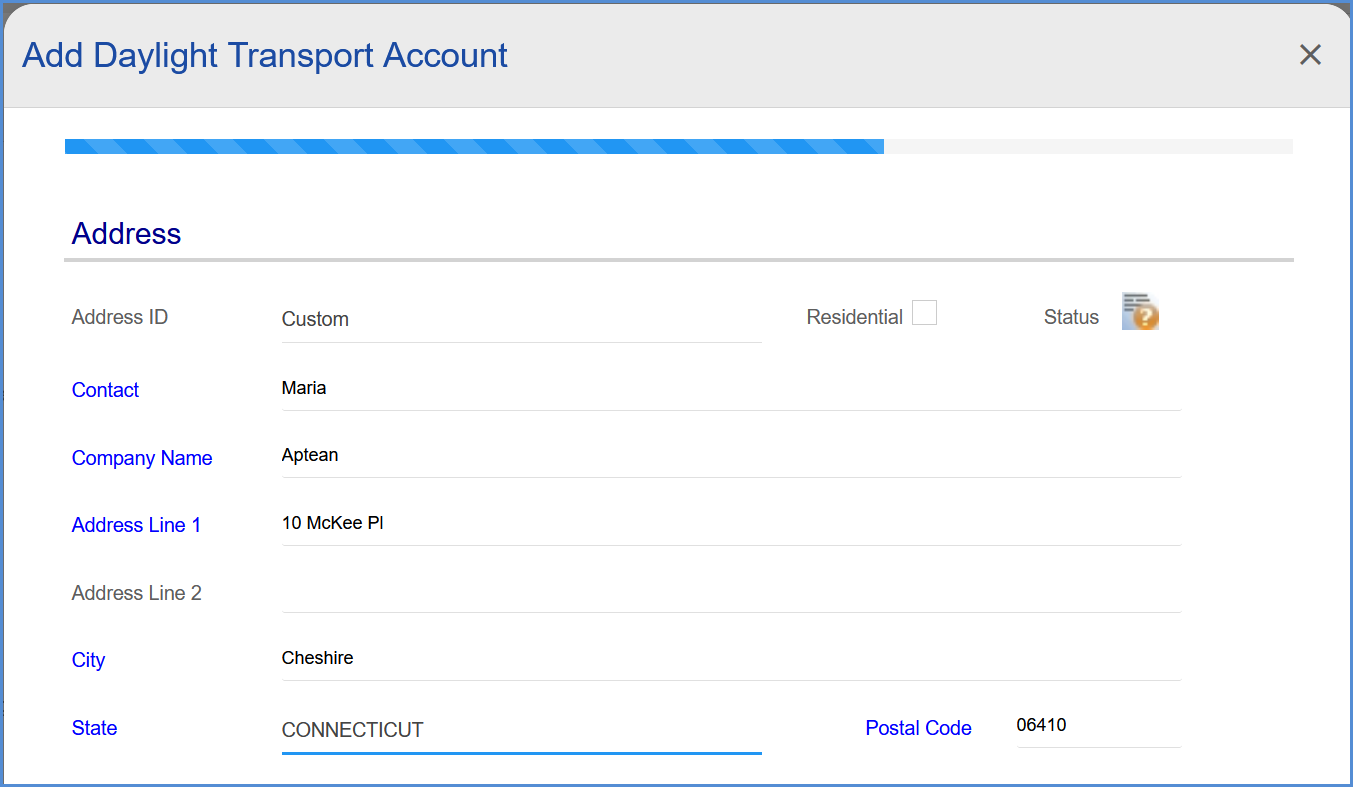 Add Daylight Transport Account
Address
Address ID Custom Residential Status
Contact Maria
Company Name Aptean
Address Line 1 10 McKee Pl
Address Line 2
City Cheshire
State CONNECTICUT Postal Code 06410